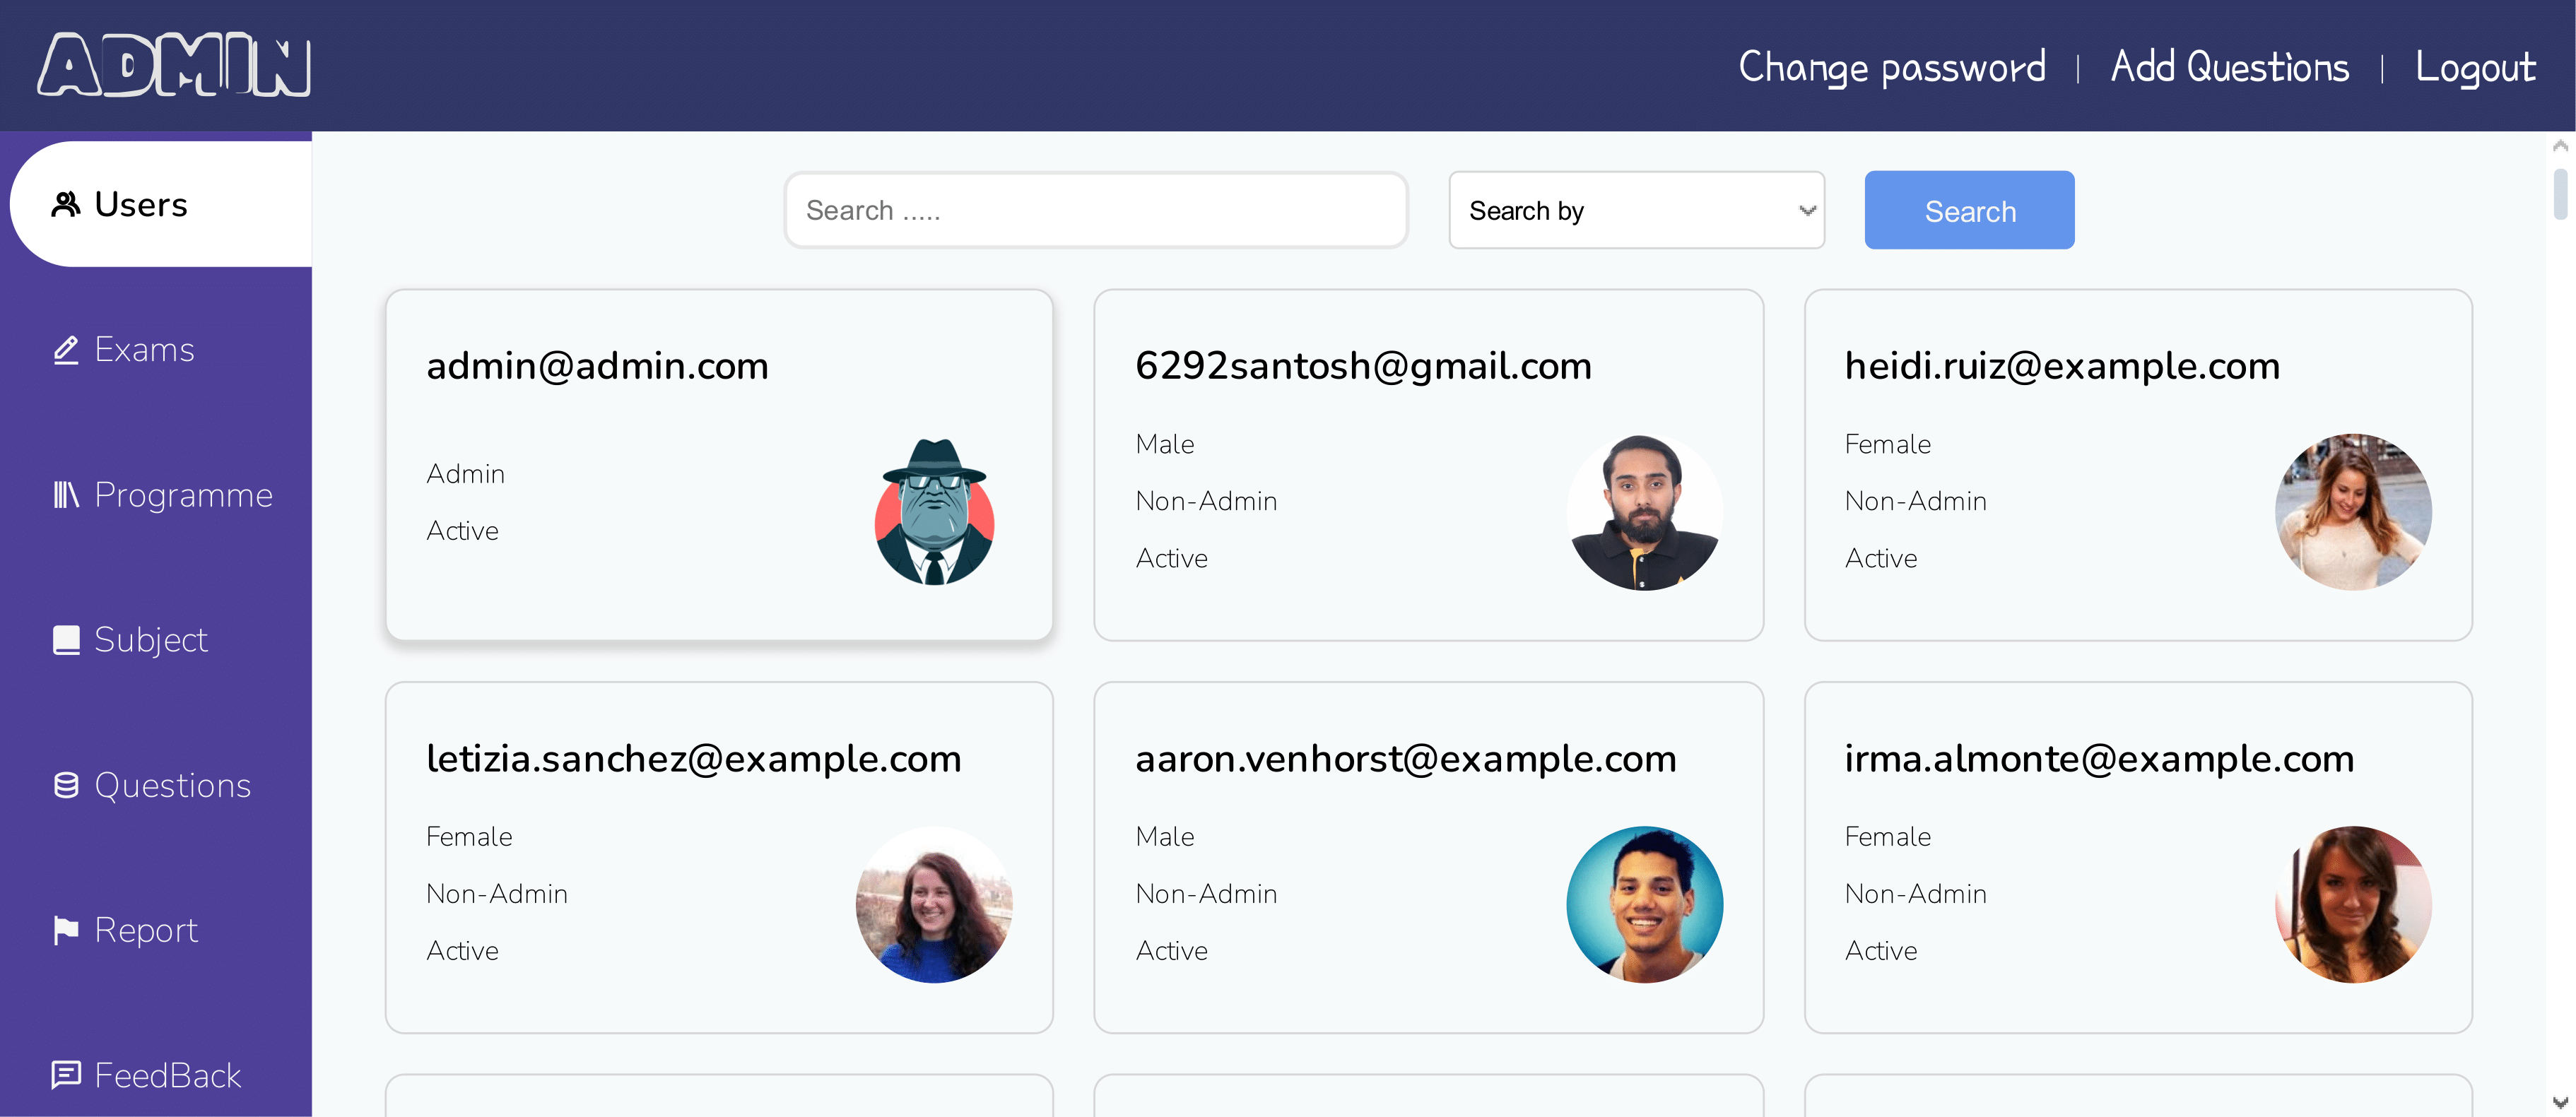 ADMIN
Change password | Add Questions | Logout
Users
Exams
Programme
Subject
Questions
Report
FeedBack
Search .....
Search by
Search
admin@admin.com
Admin
Active
6292santosh@gmail.com
Male
Non-Admin
Active
heidi.ruiz@example.com
Female
Non-Admin
Active
letizia.sanchez@example.com
Female
Non-Admin
Active
aaron.venhorst@example.com
Male
Non-Admin
Active
irma.almonte@example.com
Female
Non-Admin
Active